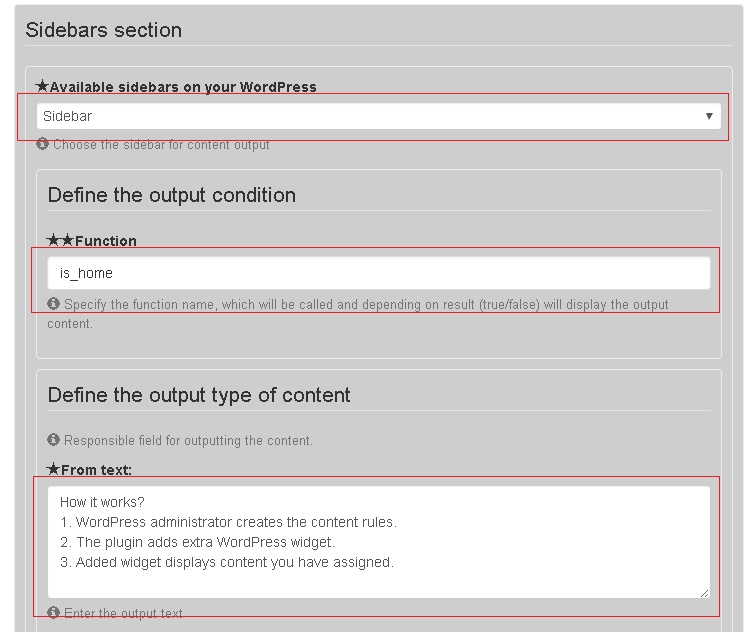 Sidebars section
★Available sidebars on your WordPress
Sidebar
Choose the sidebar for content output
Define the output condition
★★Function
is_home
Specify the function name, which will be called and depending on result (true/false) will display the output
content.
Define the output type of content
Responsible field for outputting the content.
★From text:
How it works?
1. WordPress administrator creates the content rules.
2. The plugin adds extra WordPress widget.
3. Added widget displays content you have assigned.
Enter the output text